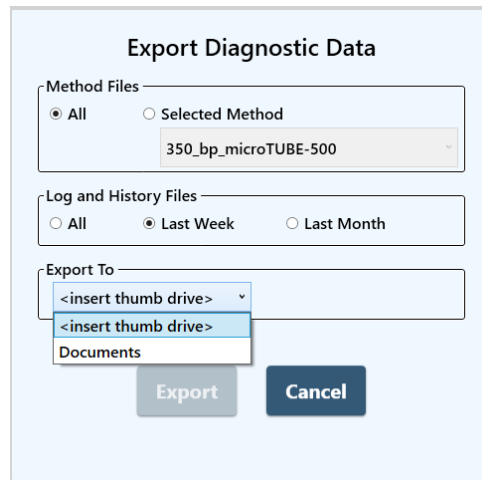 Export Diagnostic Data
Method Files
All Selected Method
350_bp_microTUBE-500
Log and History Files
All Last Week Last Month
Export To
<insert thumb drive>
<insert thumb drive>
Documents
Export Cancel